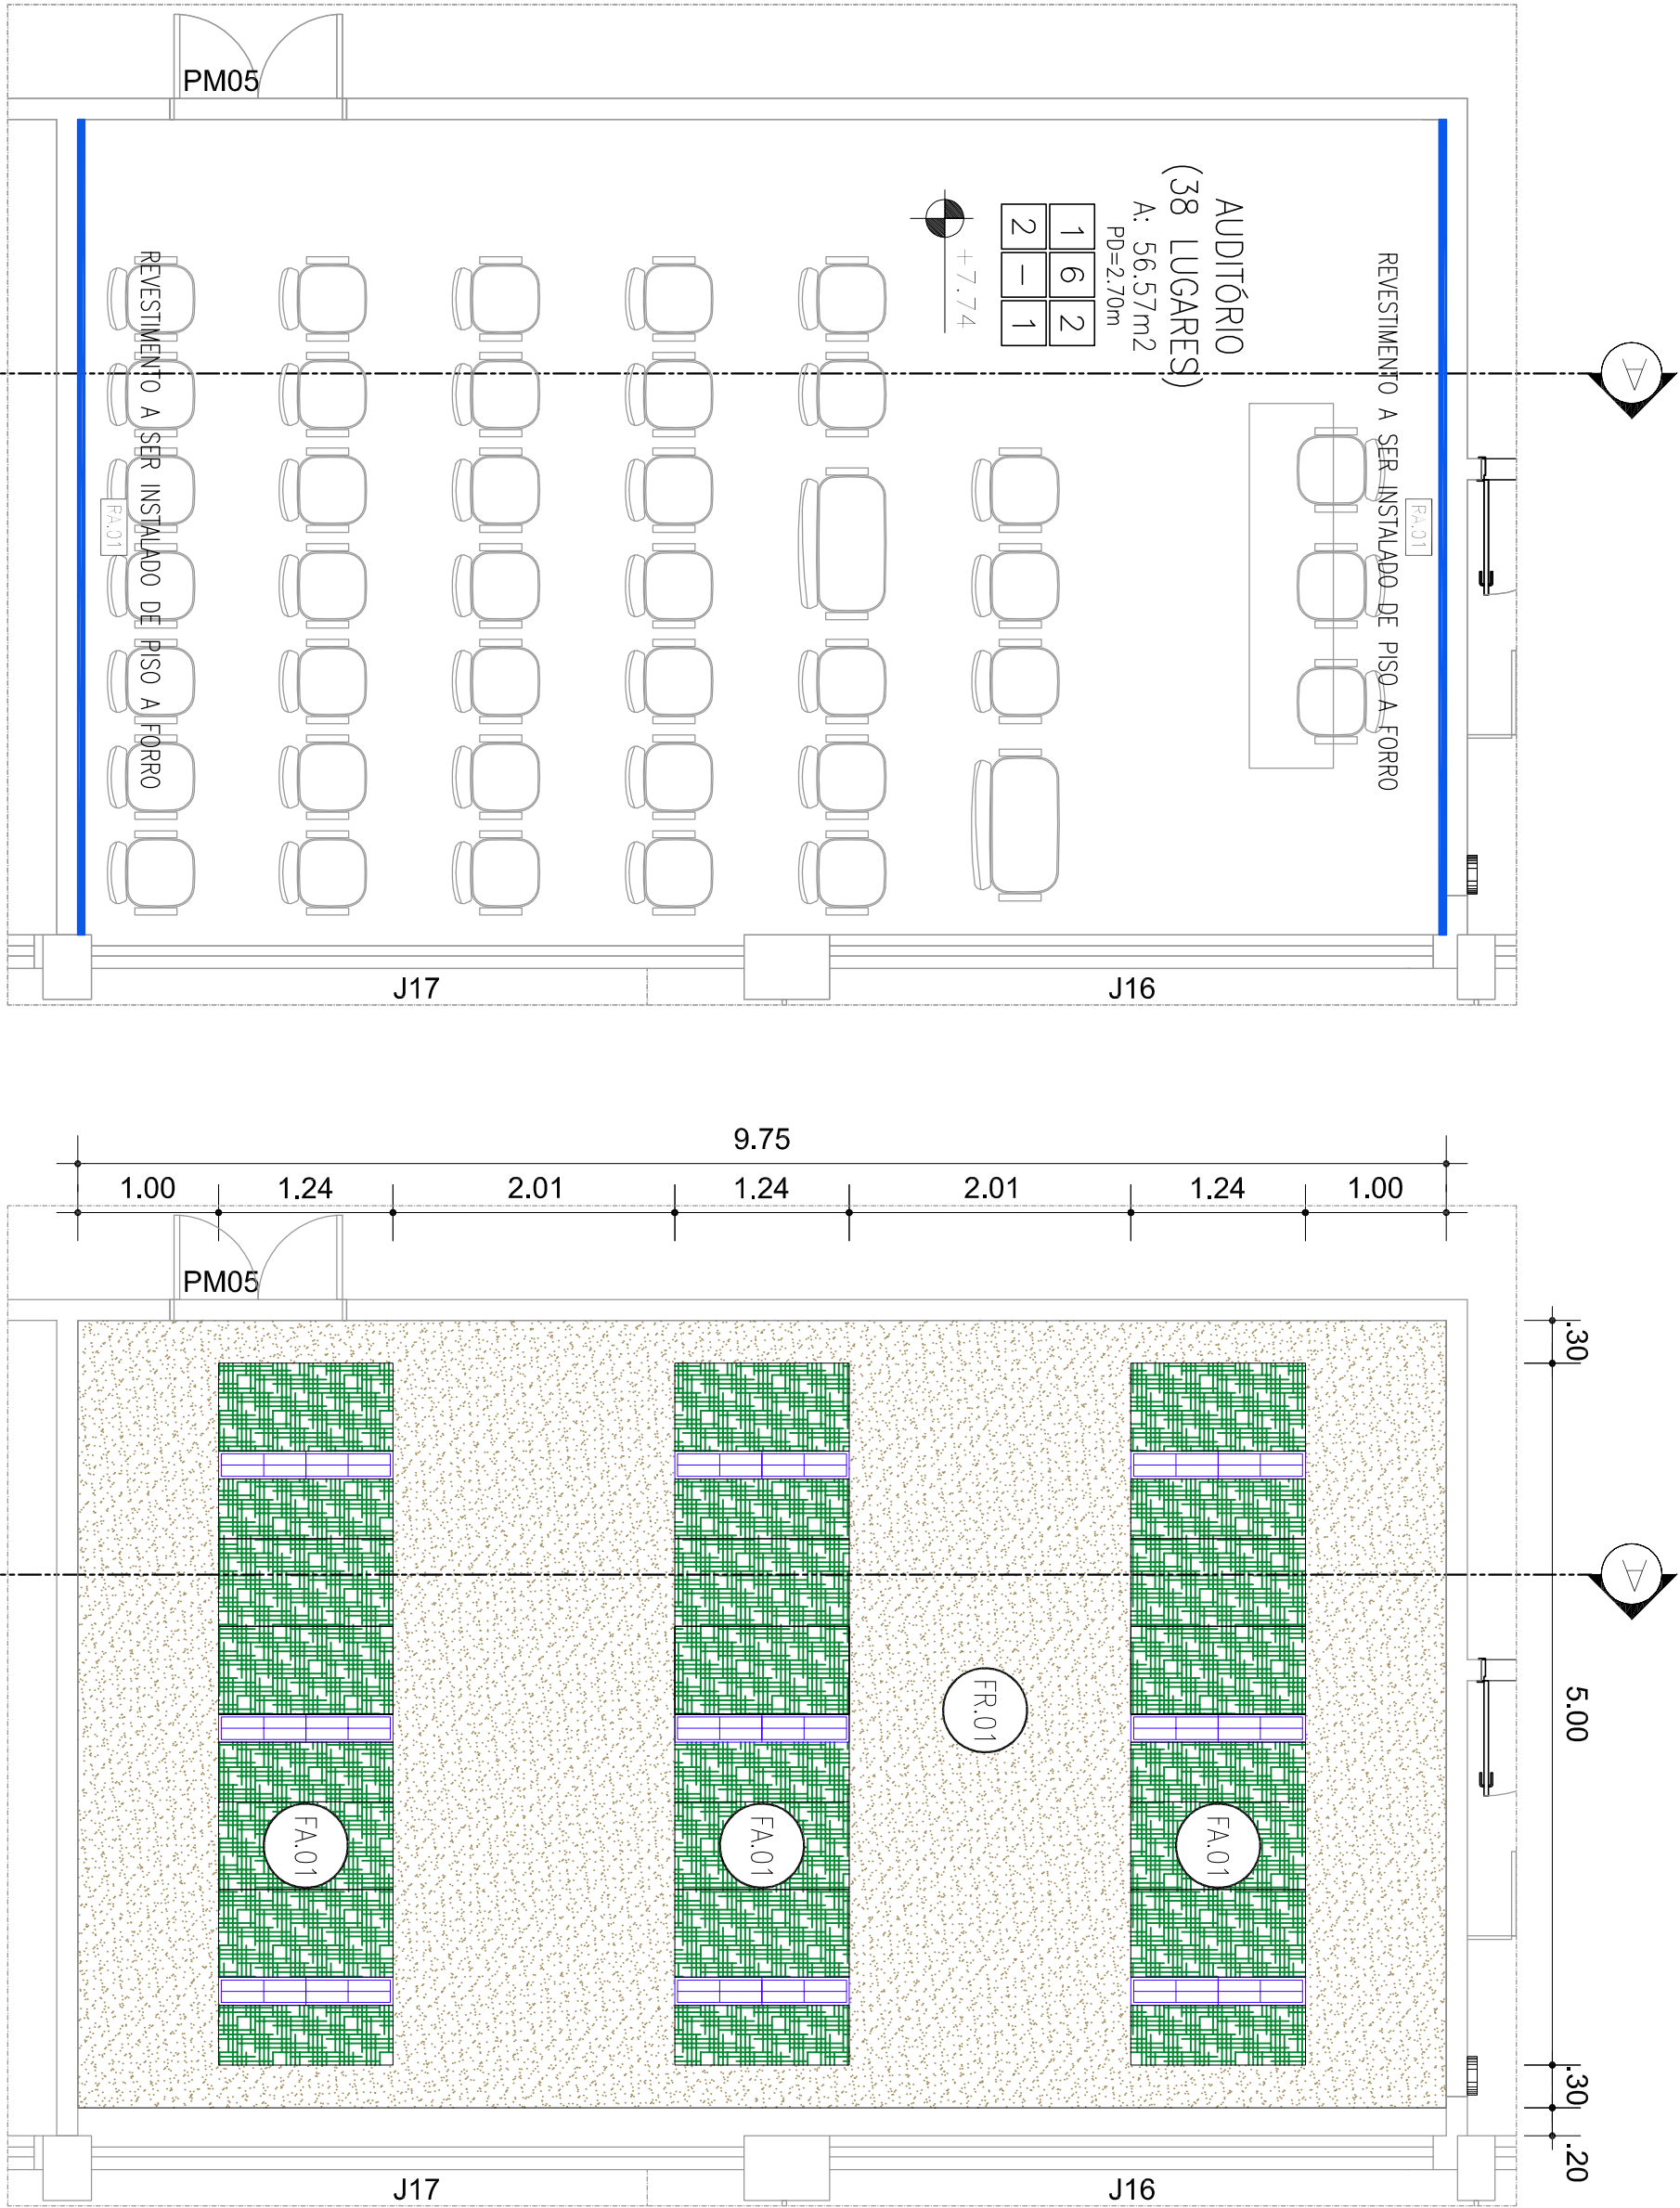 PM05
AUDITÓRIO
(38 LUGARES)
A: 56.57m2
PD=2.70m
1 6 2
2 - 1
+7.74
REVESTIMENTO A SER INSTALADO DE PISO A FORRO
RA.01
REVESTIMENTO A SER INSTALADO DE PISO A FORRO
RA.01
A
J17
J16
9.75
1.00
1.24
2.01
1.24
2.01
1.24
1.00
PM05
.30
A
5.00
FR.01
FA.01
FA.01
FA.01
.30
.20
J17
J16